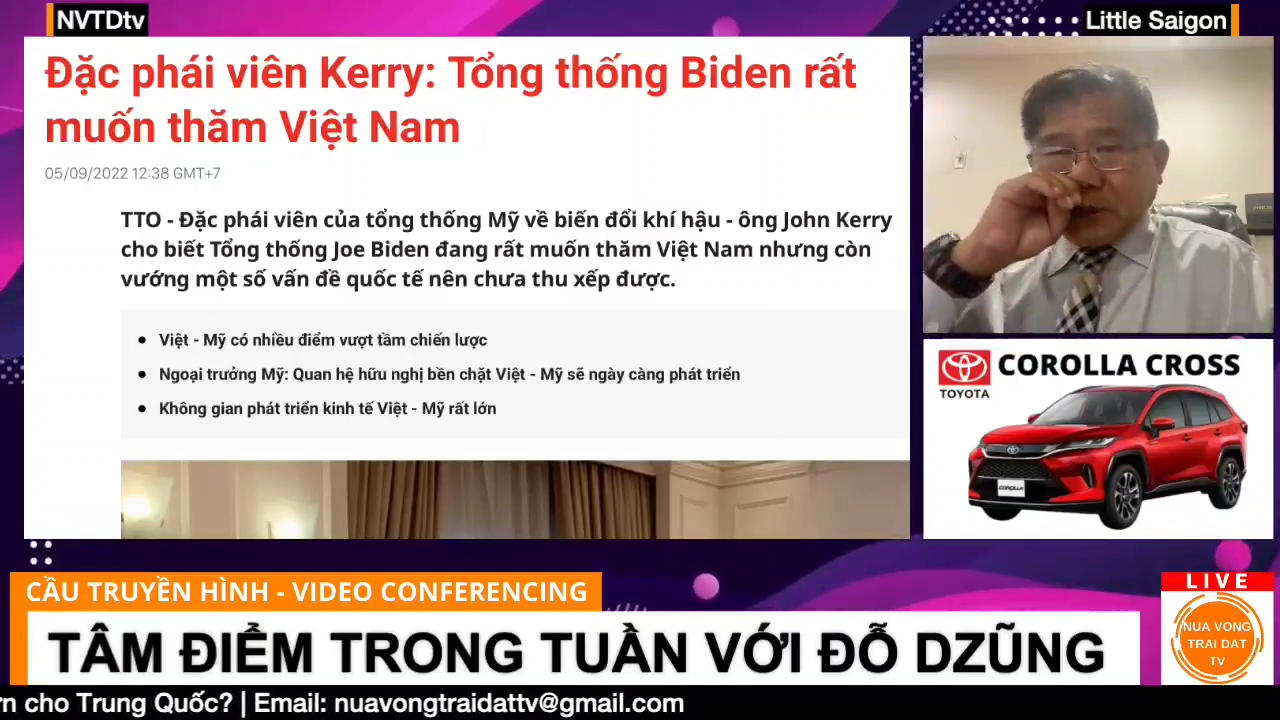 NVTDtv
Little Saigon
Đặc phái viên Kerry: Tổng thống Biden rất
muốn thăm Việt Nam
05/09/2022 12:38 GMT+7
TTO - Đặc phái viên của tổng thống Mỹ về biến đổi khí hậu - ông John Kerry
cho biết Tổng thống Joe Biden đang rất muốn thăm Việt Nam nhưng còn
vướng một số vấn đề quốc tế nên chưa thu xếp được.
• Việt - Mỹ có nhiều điểm vượt tầm chiến lược
• Ngoại trưởng Mỹ: Quan hệ hữu nghị bền chặt Việt - Mỹ sẽ ngày càng phát triển
• Không gian phát triển kinh tế Việt - Mỹ rất lớn
COROLLA CROSS
TOYOTA
COROLLA
CẦU TRUYỀN HÌNH - VIDEO CONFERENCING
TÂM ĐIỂM TRONG TUẦN VỚI ĐỖ DZŨNG
LIVE
NUA VONG
TRAI DAT
TV
cho Trung Quốc? | Email: nuavongtraidattv@gmail.com